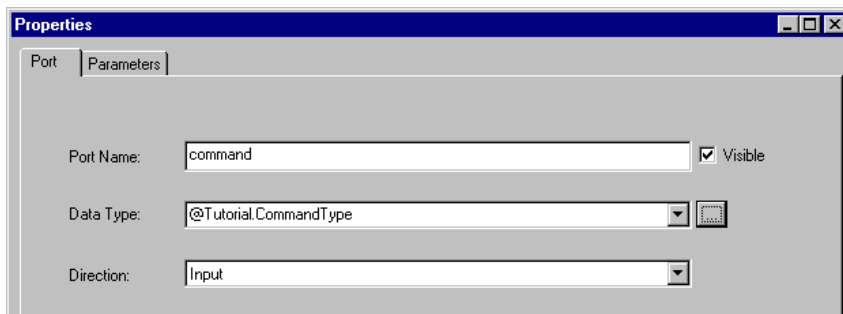 Properties
Port Parameters
Port Name: command Visible
Data Type: @Tutorial.CommandType ...
Direction: Input